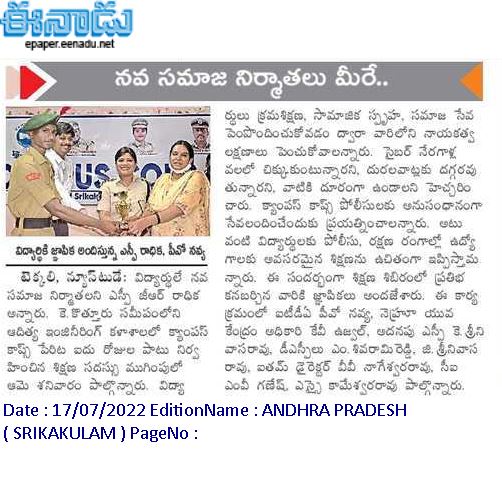 ఈనాడు
epaper.eenadu.net
నవ సమాజ నిర్మాతలు మీరే..
విద్యార్థికి జ్ఞాపిక అందిస్తున్న ఎస్పీ రాధిక, పీవో నవ్య
టెక్కలి, న్యూస్‌టుడే: విద్యార్థులే నవ
సమాజ నిర్మాతలని ఎస్పీ జీఆర్ రాధిక
అన్నారు. కె.కొత్తూరు సమీపంలోని
ఆదిత్య ఇంజినీరింగ్ కళాశాలలో క్యాంపస్
కాప్స్ పేరిట ఐదు రోజుల పాటు నిర్వ
హించిన శిక్షణ సదస్సు ముగింపులో
ఆమె శనివారం పాల్గొన్నారు. విద్యా
ర్థులు క్రమశిక్షణ, సామాజిక స్పృహ, సమాజ సేవ
పెంపొందించుకోవడం ద్వారా వారిలోని నాయకత్వ
లక్షణాలు పెంచుకోవాలన్నారు. సైబర్ నేరగాళ్ల
వలలో చిక్కుకుంటున్నారని, దురలవాట్లకు దగ్గరవు
తున్నారని, వాటికి దూరంగా ఉండాలని హెచ్చరిం
చారు. క్యాంపస్ కాప్స్ పోలీసులకు అనుసంధానంగా
సేవలందించేందుకు ప్రయత్నించాలన్నారు. అటు
వంటి విద్యార్థులకు పోలీసు, రక్షణ రంగాల్లో ఉద్యో
గాలకు అవసరమైన శిక్షణను ఉచితంగా ఇప్పిస్తామ
న్నారు. ఈ సందర్భంగా శిక్షణ శిబిరంలో ప్రతిభ
కనబర్చిన వారికి జ్ఞాపికలు అందజేశారు. ఈ కార్య
క్రమంలో ఐటీడీఏ పీవో నవ్య, నెహ్రూ యువ
కేంద్రం అధికారి కేవీ ఉజ్వల్, అదనపు ఎస్పీ కె.శ్రీని
వాసరావు, డీఎస్పీలు ఎం.శివరామిరెడ్డి, జి.శ్రీనివాస
రావు, ఐతమ్ డైరెక్టర్ వీవీ నాగేశ్వరరావు, సీఐ
ఎంవీ గణేష్, ఎస్సై కామేశ్వరరావు పాల్గొన్నారు.
Date : 17/07/2022 EditionName : ANDHRA PRADESH
( SRIKAKULAM ) PageNo :